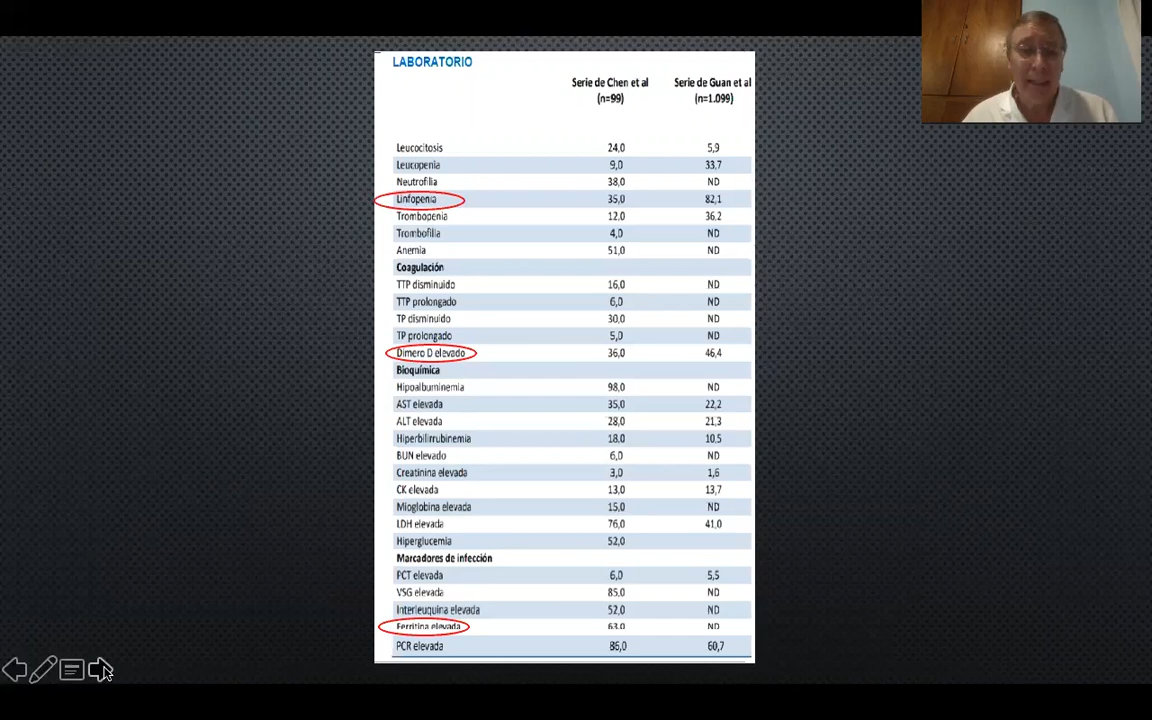 LABORATORIO
Serie de Chen et al Serie de Guan et al
(n=99) (n=1.099)
Leucocitosis 24,0 5,9
Leucopenia 9,0 33,7
Neutrofilia 38,0 ND
Linfopenia 35,0 82,1
Trombopenia 12,0 36,2
Trombofilia 4,0 ND
Anemia 51,0 ND
Coagulación
TTP disminuido 16,0 ND
TTP prolongado 6,0 ND
TP disminuido 30,0 ND
TP prolongado 5,0 ND
Dimero D elevado 36,0 46,4
Bioquímica
Hipoalbuminemia 98,0 ND
AST elevada 35,0 22,2
ALT elevada 28,0 21,3
Hiperbilirrubinemia 18,0 10,5
BUN elevado 6,0 ND
Creatinina elevada 3,0 1,6
CK elevada 13,0 13,7
Mioglobina elevada 15,0 ND
LDH elevada 76,0 41,0
Hiperglucemia 52,0
Marcadores de infección
PCT elevada 6,0 5,5
VSG elevada 85,0 ND
Interleuquina elevada 52,0 ND
Ferritina elevada 63,0 ND
PCR elevada 86,0 60,7